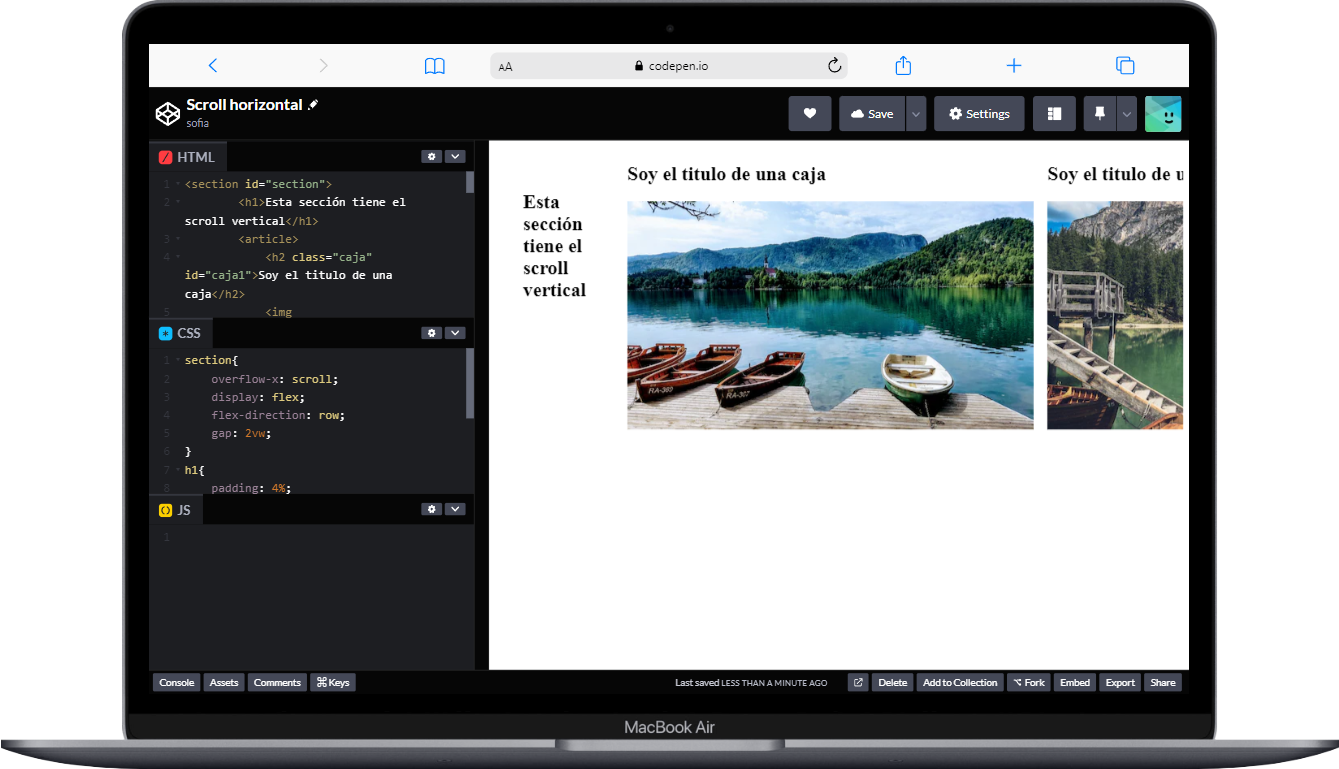 AA
codepen.io
Scroll horizontal
sofia
Save
Settings
HTML
1 <section id="section">
2 <h1>Esta sección tiene el
scroll vertical</h1>
3 <article>
4 <h2 class="caja"
id="caja1">Soy el titulo de una
caja</h2>
5 <img
CSS
1 section{
2 overflow-x: scroll;
3 display: flex;
4 flex-direction: row;
5 gap: 2vw;
6 }
7 h1{
8 padding: 4%;
JS
1
Esta
sección
tiene el
scroll
vertical
Soy el titulo de una caja
RA-369
RA-367
Soy el titulo de u
Console
Assets
Comments
⌘ Keys
Last saved LESS THAN A MINUTE AGO
Delete
Add to Collection
Fork
Embed
Export
Share
MacBook Air